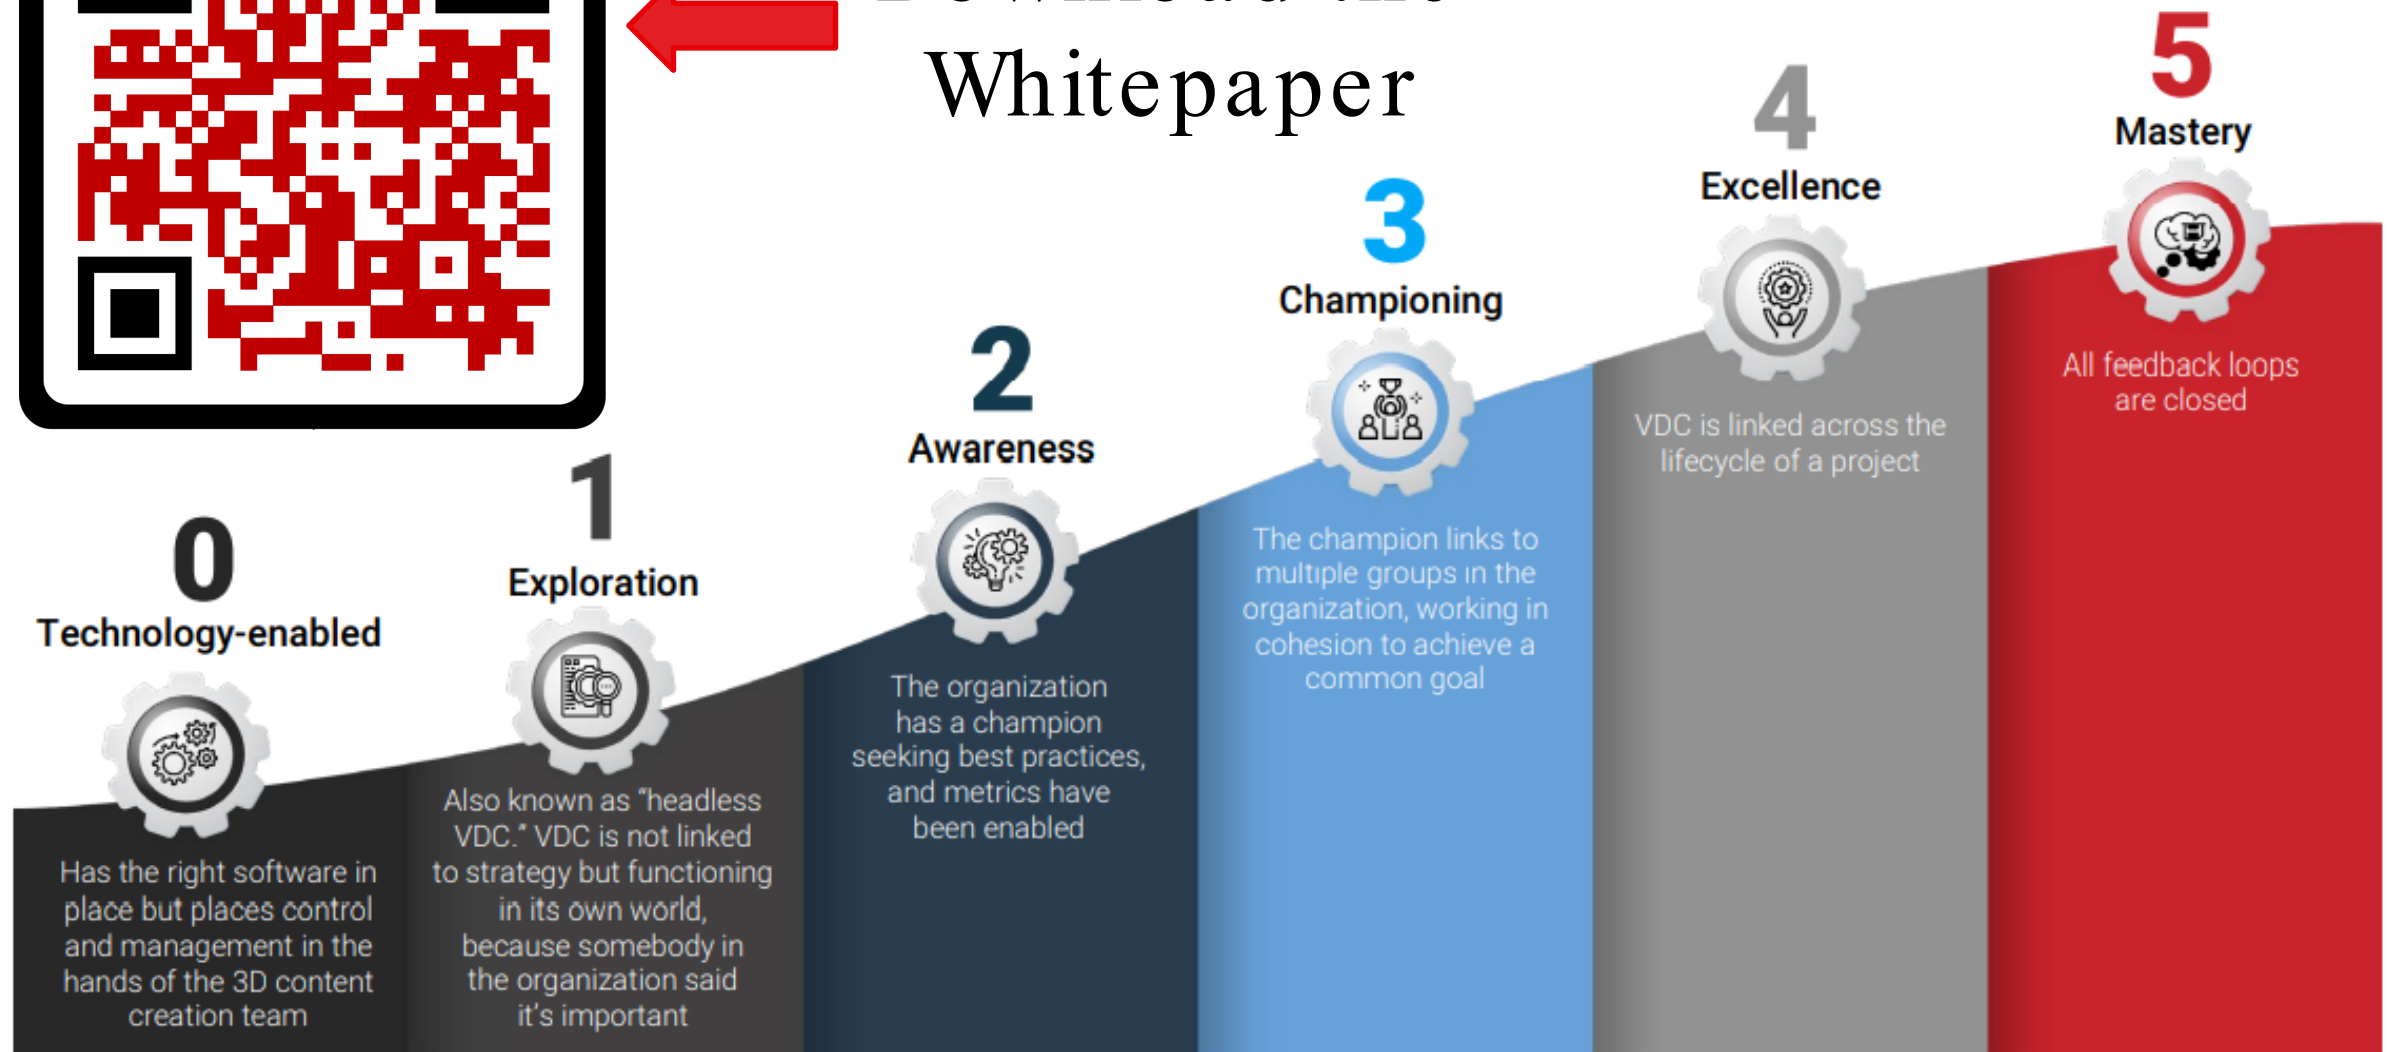 Download the
Whitepaper
0
Technology-enabled
Has the right software in
place but places control
and management in the
hands of the 3D content
creation team
1
Exploration
Also known as “headless
VDC.” VDC is not linked
to strategy but functioning
in its own world,
because somebody in
the organization said
it's important
2
Awareness
The organization
has a champion
seeking best practices,
and metrics have
been enabled
3
Championing
The champion links to
multiple groups in the
organization, working in
cohesion to achieve a
common goal
4
Excellence
VDC is linked across the
lifecycle of a project
5
Mastery
All feedback loops
are closed